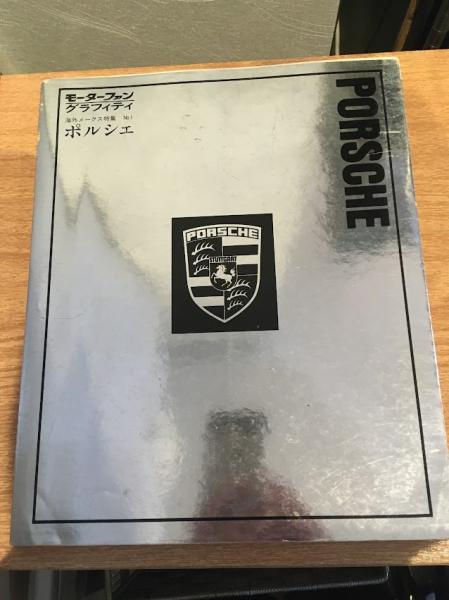 モーターファン
グラフィティ
海外メークス特集 No.1
ポルシェ
PORSCHE
PORSCHE
STUTTGART